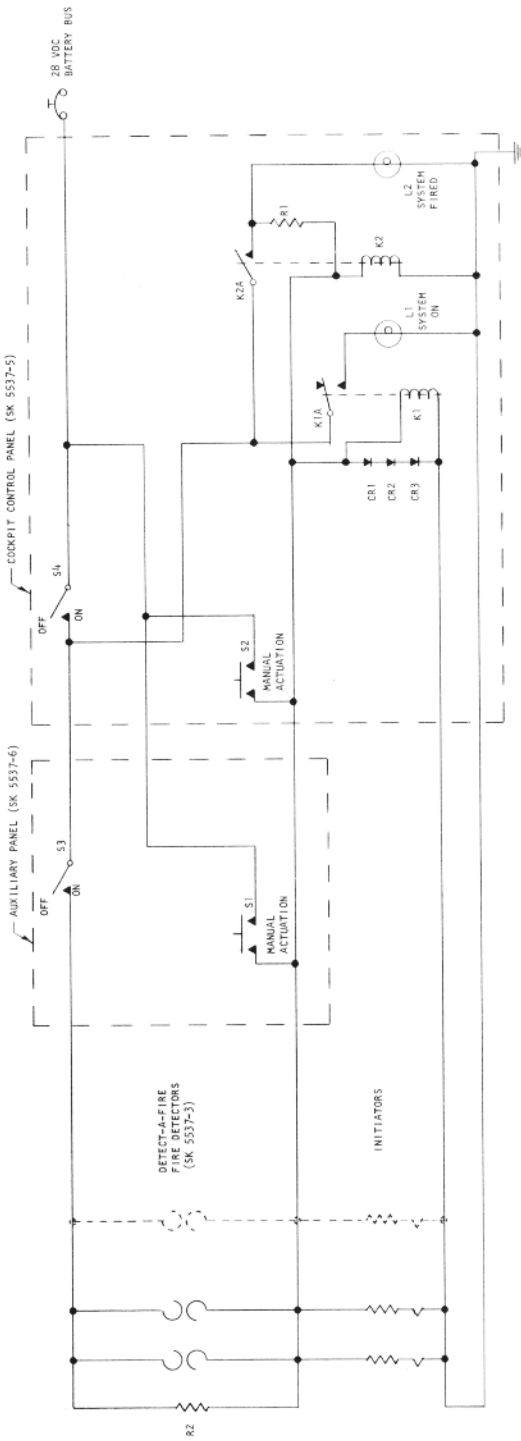 AUXILIARY PANEL (SK 5537-6)
COCKPIT CONTROL PANEL (SK 5537-5)
28 VDC
BATTERY BUS
OFF
S3
ON
OFF
S4
ON
DETECT-A-FIRE
FIRE DETECTORS
(SK 5537-3)
S1
MANUAL
ACTUATION
S2
MANUAL
ACTUATION
K2A
R1
K1A
K2
L2
SYSTEM
FIRED
L1
SYSTEM
ON
K1
CR1
CR2
CR3
R2
INITIATORS